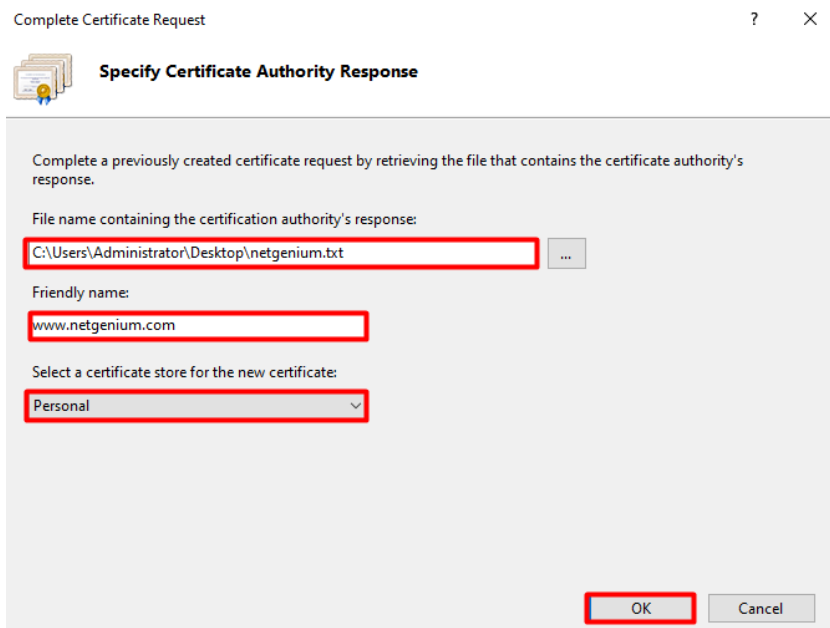 Complete Certificate Request
?
Specify Certificate Authority Response
Complete a previously created certificate request by retrieving the file that contains the certificate authority's
response.
File name containing the certification authority's response:
C:\Users\Administrator\Desktop\netgenium.txt
...
Friendly name:
www.netgenium.com
Select a certificate store for the new certificate:
Personal
OK
Cancel